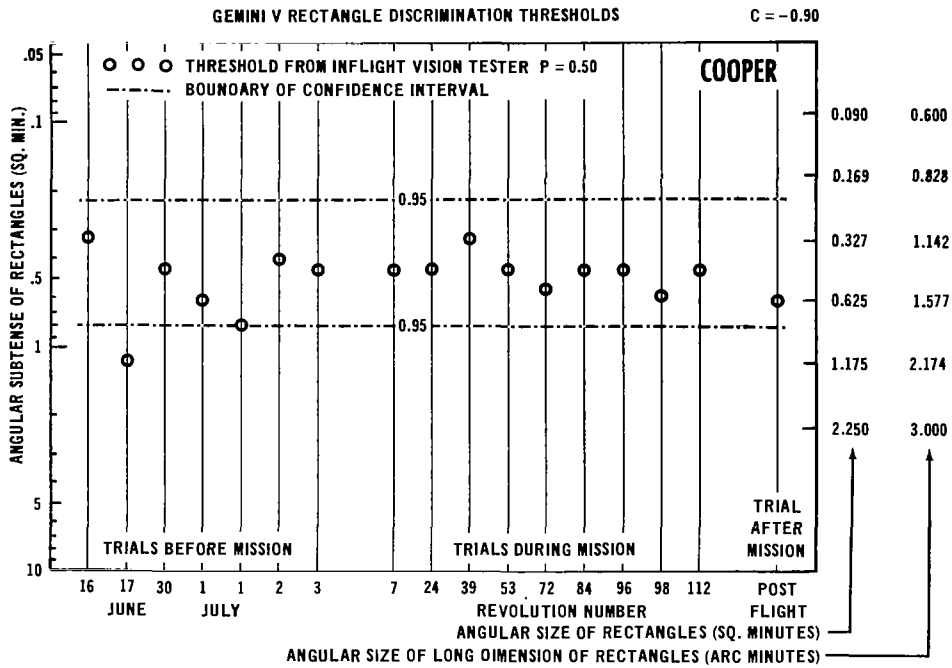 GEMINI V RECTANGLE DISCRIMINATION THRESHOLDS C = -0.90
THRESHOLD FROM INFLIGHT VISION TESTER P = 0.50
BOUNDARY OF CONFIDENCE INTERVAL
COOPER
ANGULAR SUBTENSE OF RECTANGLES (SQ. MIN.)
.05
.1
.5
1
5
10
0.95
0.95
0.090 0.600
0.169 0.828
0.327 1.142
0.625 1.577
1.175 2.174
2.250 3.000
TRIALS BEFORE MISSION
TRIALS DURING MISSION
TRIAL
AFTER
MISSION
16 17 30 1 1 2 3 7 24 39 53 72 84 96 98 112 POST
JUNE JULY REVOLUTION NUMBER FLIGHT
ANGULAR SIZE OF RECTANGLES (SQ. MINUTES)
ANGULAR SIZE OF LONG DIMENSION OF RECTANGLES (ARC MINUTES)